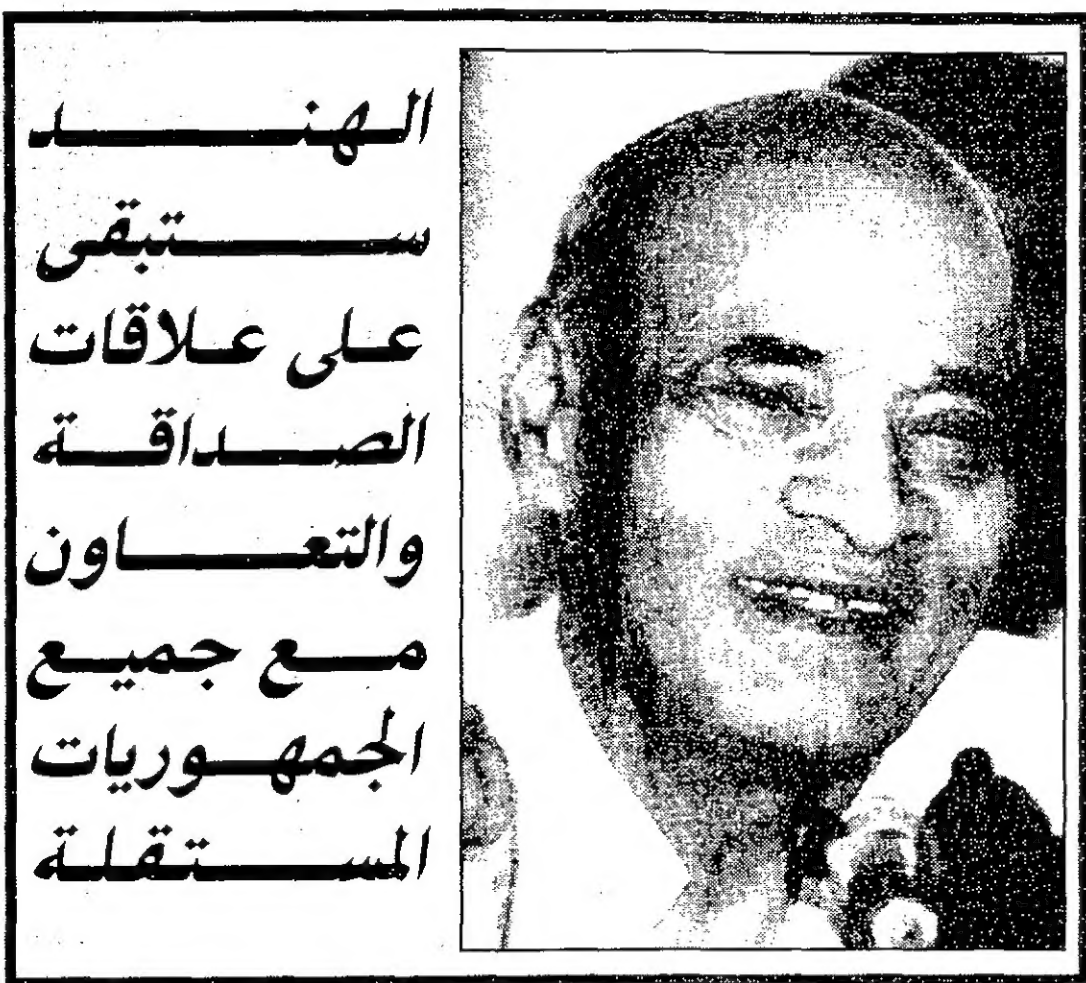 الهند
ستبقى
على علاقات
الصداقة
والتعاون
مع جميع
الجمهوريات
المستقلة